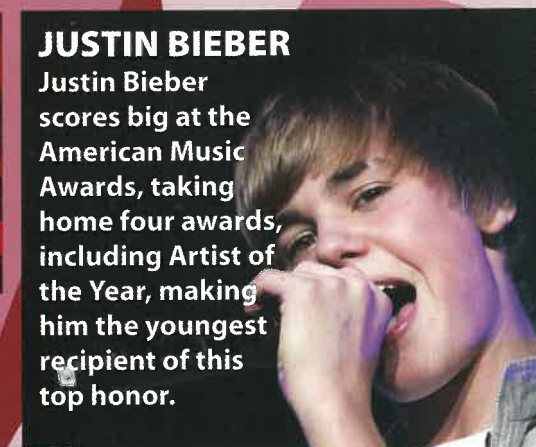 JUSTIN BIEBER
Justin Bieber
scores big at the
American Music
Awards, taking
home four awards,
including Artist of
the Year, making
him the youngest
recipient of this
top honor.